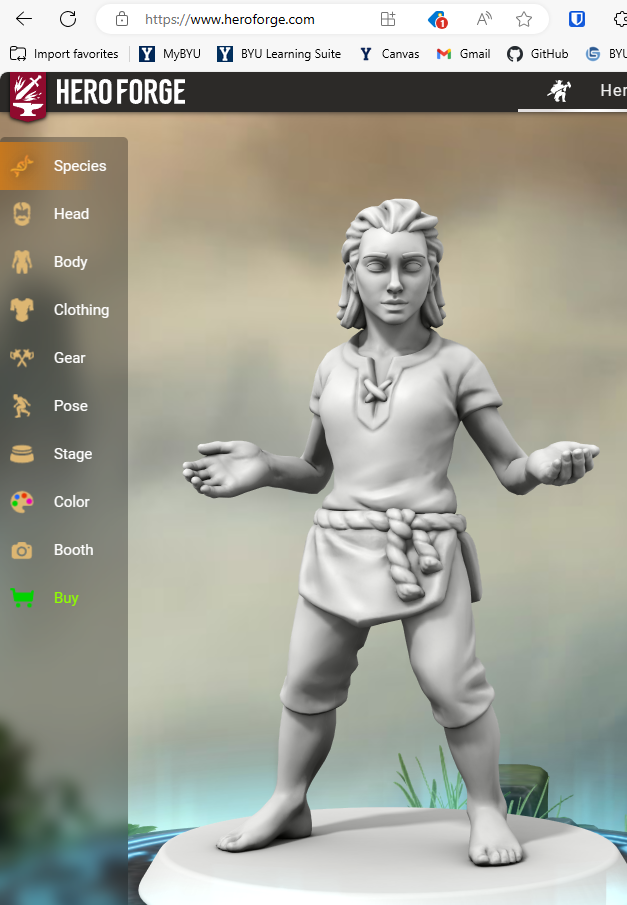 https://www.heroforge.com
1
A
Import favorites
MyBYU
BYU Learning Suite
Canvas
Gmail
GitHub
BYU
HERO FORGE
Her
Species
Head
Body
Clothing
Gear
Pose
Stage
Color
Booth
Buy